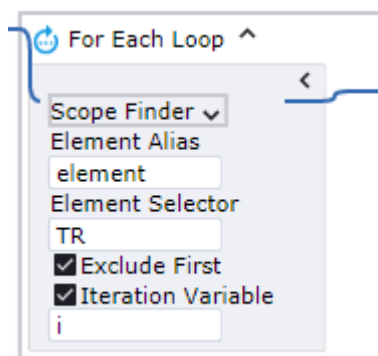 For Each Loop
Scope Finder
Element Alias
element
Element Selector
TR
Exclude First
Iteration Variable
i